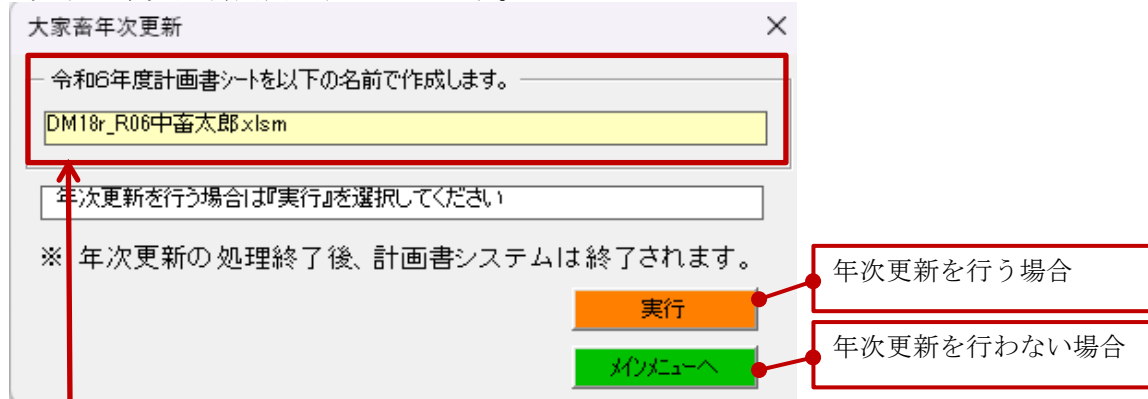 大家畜年次更新
令和6年度計画書シートを以下の名前で作成します。
DM18r_R06中畜太郎.xlsm
年次更新を行う場合は『実行』を選択してください
※ 年次更新の処理終了後、計画書システムは終了されます。
年次更新を行う場合
実行
年次更新を行わない場合
メインメニューへ